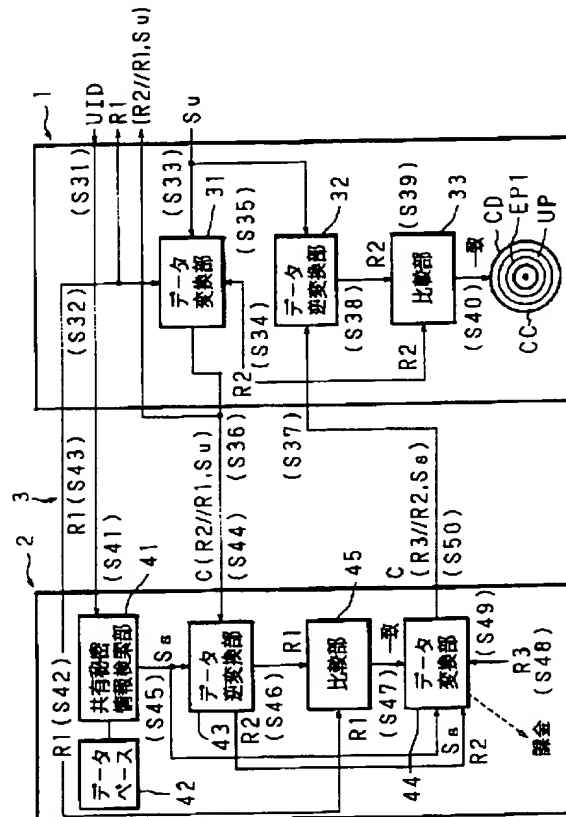 2
3
1
R1(S42)
R1(S43)
(S32)
UID
(S31)
R1
(R2//R1,Su)
(S41)
41
共有秘密
情報検索部
データ
ベース
42
(S45)
Ss
C(R2//R1,Su)
(S44)
(S36)
データ
変換部
31
(S33)
Su
(S35)
R2
(S34)
データ
逆変換部
43
R2
(S46)
R1
(S37)
データ
逆変換部
32
R2
(S38)
45
比較部
R1
(S47)
一致
R2
比較部
33
(S39)
C
(R3//R2,Ss)
(S50)
データ
変換部
44
Ss
R2
(S49)
R3
(S48)
課金
一致
(S40)
CD
EP1
UP
CC